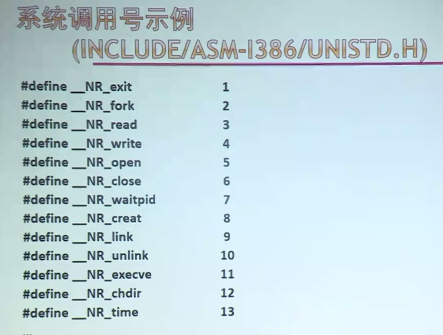 系统调用号示例
(INCLUDE/ASM-I386/UNISTD.H)
#define __NR_exit 1
#define __NR_fork 2
#define __NR_read 3
#define __NR_write 4
#define __NR_open 5
#define __NR_close 6
#define __NR_waitpid 7
#define __NR_creat 8
#define __NR_link 9
#define __NR_unlink 10
#define __NR_execve 11
#define __NR_chdir 12
#define __NR_time 13
...